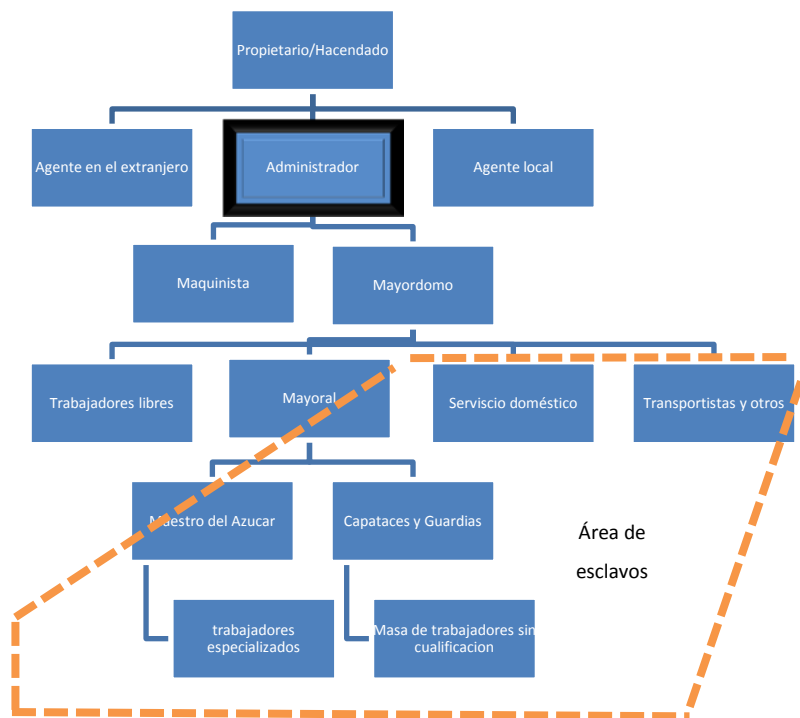 Propietario/Hacendado
Agente en el extranjero
Administrador
Agente local
Maquinista
Mayordomo
Trabajadores libres
Mayoral
Serviscio doméstico
Transportistas y otros
Maestro del Azucar
Capataces y Guardias
Área de
esclavos
trabajadores
especializados
Masa de trabajadores sin
cualificacion